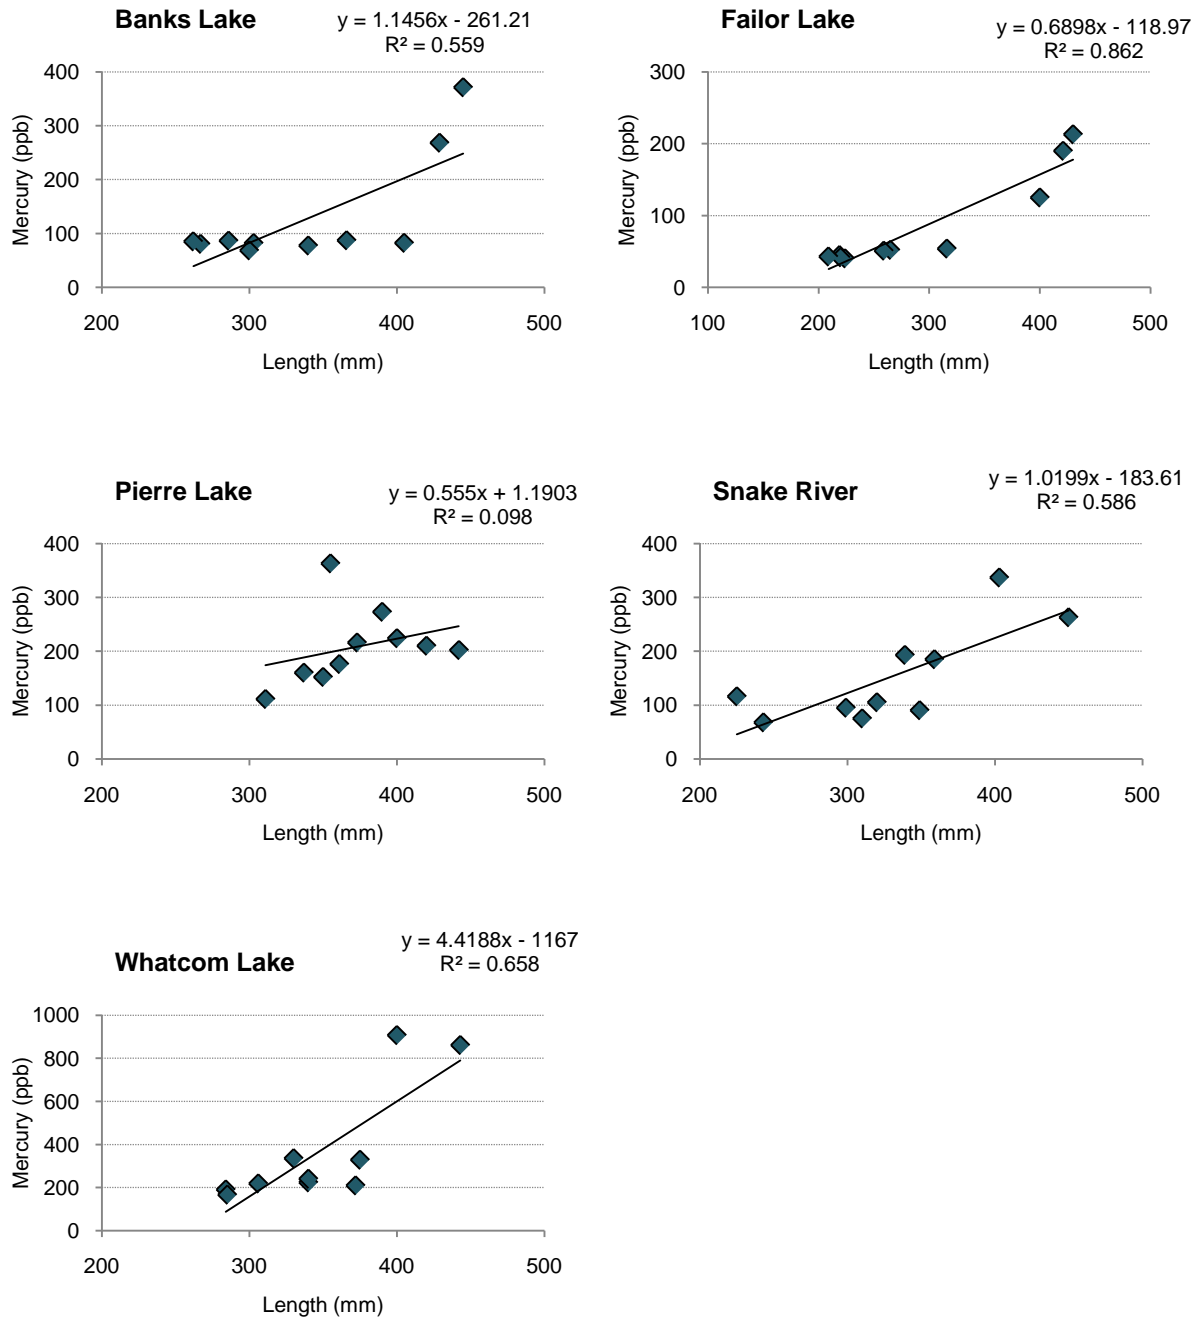 Banks Lake
y = 1.1456x - 261.21
R² = 0.559
400
300
200
100
0
Mercury (ppb)
200 300 400 500
Length (mm)
Failor Lake
y = 0.6898x - 118.97
R² = 0.862
300
200
100
0
Mercury (ppb)
100 200 300 400 500
Length (mm)
Pierre Lake
y = 0.555x + 1.1903
R² = 0.098
400
300
200
100
0
Mercury (ppb)
200 300 400 500
Length (mm)
Snake River
y = 1.0199x - 183.61
R² = 0.586
400
300
200
100
0
Mercury (ppb)
200 300 400 500
Length (mm)
Whatcom Lake
y = 4.4188x - 1167
R² = 0.658
1000
800
600
400
200
0
Mercury (ppb)
200 300 400 500
Length (mm)